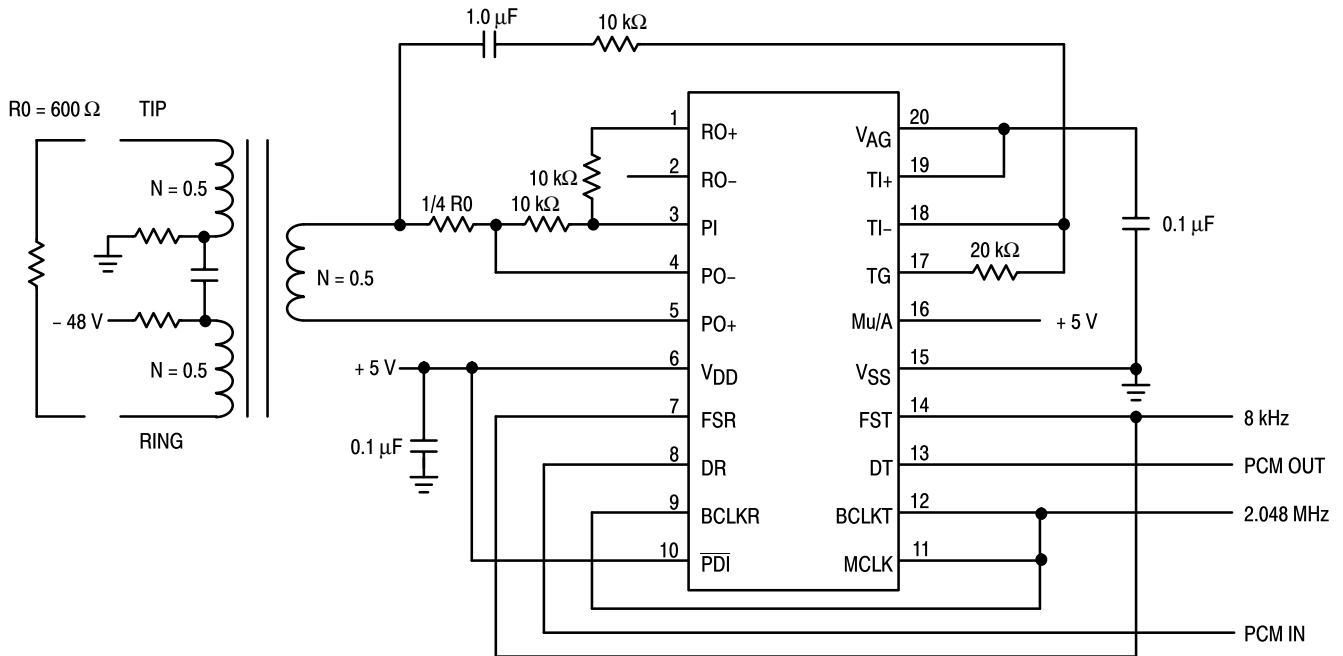 1.0 μF
10 kΩ
R0 = 600 Ω
TIP
N = 0.5
– 48 V
N = 0.5
RING
N = 0.5
1/4 R0
10 kΩ
10 kΩ
+ 5 V
0.1 μF
1
RO+
2
RO–
3
PI
4
PO–
5
PO+
6
VDD
7
FSR
8
DR
9
BCLKR
10
PDI
20
VAG
19
TI+
18
TI–
17
TG
16
Mu/A
15
VSS
14
FST
13
DT
12
BCLKT
11
MCLK
20 kΩ
0.1 μF
+ 5 V
8 kHz
PCM OUT
2.048 MHz
PCM IN